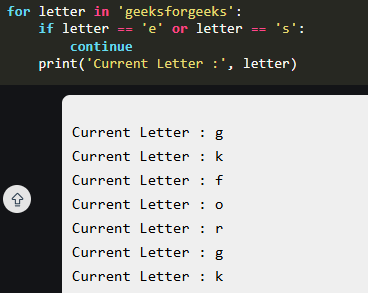 for letter in 'geeksforgeeks':
    if letter == 'e' or letter == 's':
        continue
    print('Current Letter :', letter)
Current Letter : g
Current Letter : k
Current Letter : f
Current Letter : o
Current Letter : r
Current Letter : g
Current Letter : k